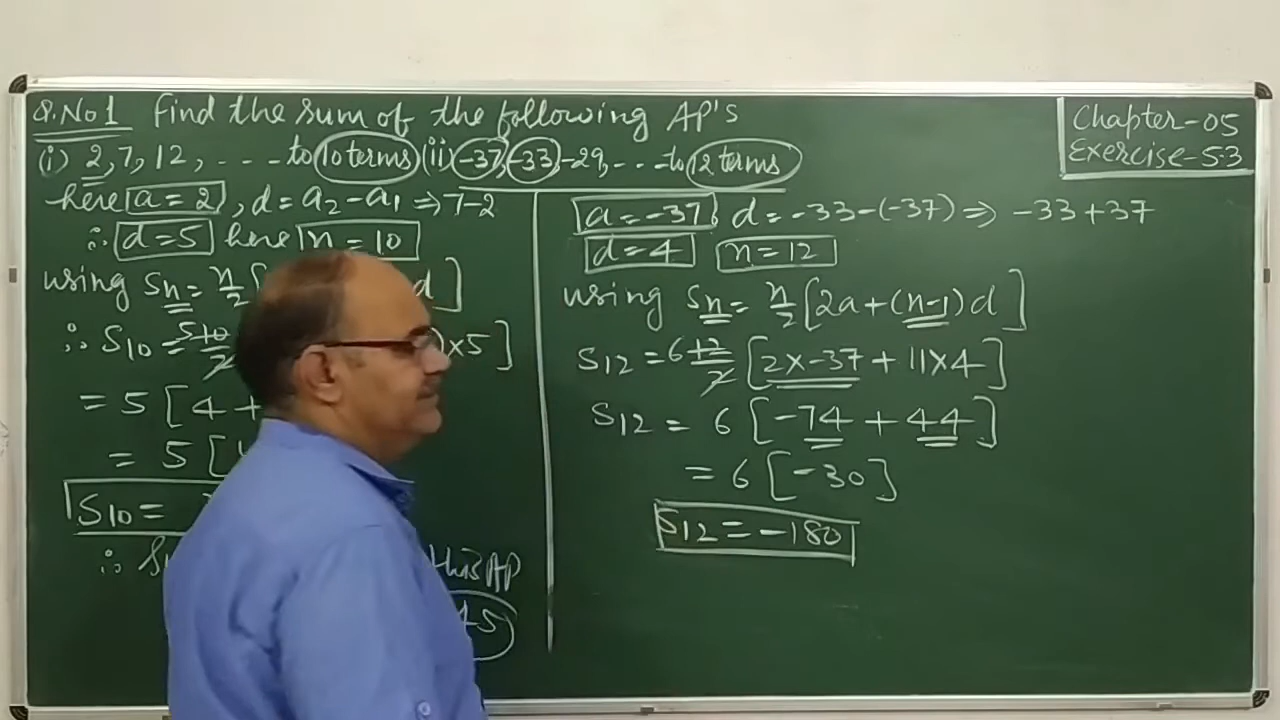 Q.No1 Find the sum of the following AP's
(i) 2, 7, 12, ---- to 10 terms (ii) -37, -33, -29, ... to 12 terms
Chapter-05
Exercise-5.3
here a = 2, d = a2 - a1 ⇒ 7-2
∴ d=5 here n = 10
using Sn = n/2 [ d]
∴ S10 = 510/2 )×5]
= 5 [4 +
= 5 [
S10 =
∴ this AP
45
a = -37 d = -33-(-37) ⇒ -33+37
d = 4 n = 12
using Sn = n/2 [2a + (n-1) d]
S12 = 6 12/2 [2×-37 + 11×4]
S12 = 6 [-74 + 44]
= 6 [-30]
S12 = -180